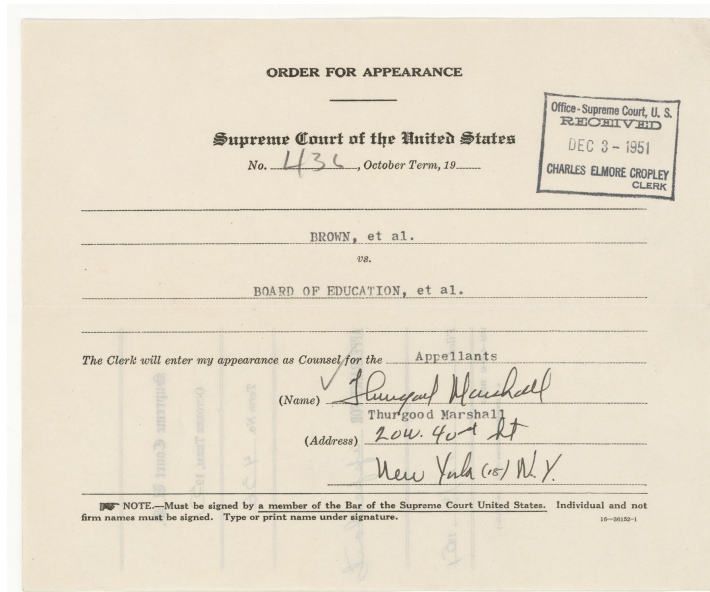 ORDER FOR APPEARANCE
Supreme Court of the United States
No. 436, October Term, 19
Office - Supreme Court, U. S.
RECEIVED
DEC 3 - 1951
CHARLES ELMORE CROPLEY
CLERK
BROWN, et al.
vs.
BOARD OF EDUCATION, et al.
The Clerk will enter my appearance as Counsel for the Appellants
(Name) Thurgood Marshall
Thurgood Marshall
(Address) 20 W. 40th St
New York (18) N.Y.
NOTE.—Must be signed by a member of the Bar of the Supreme Court United States. Individual and not
firm names must be signed. Type or print name under signature.
16—36152-1